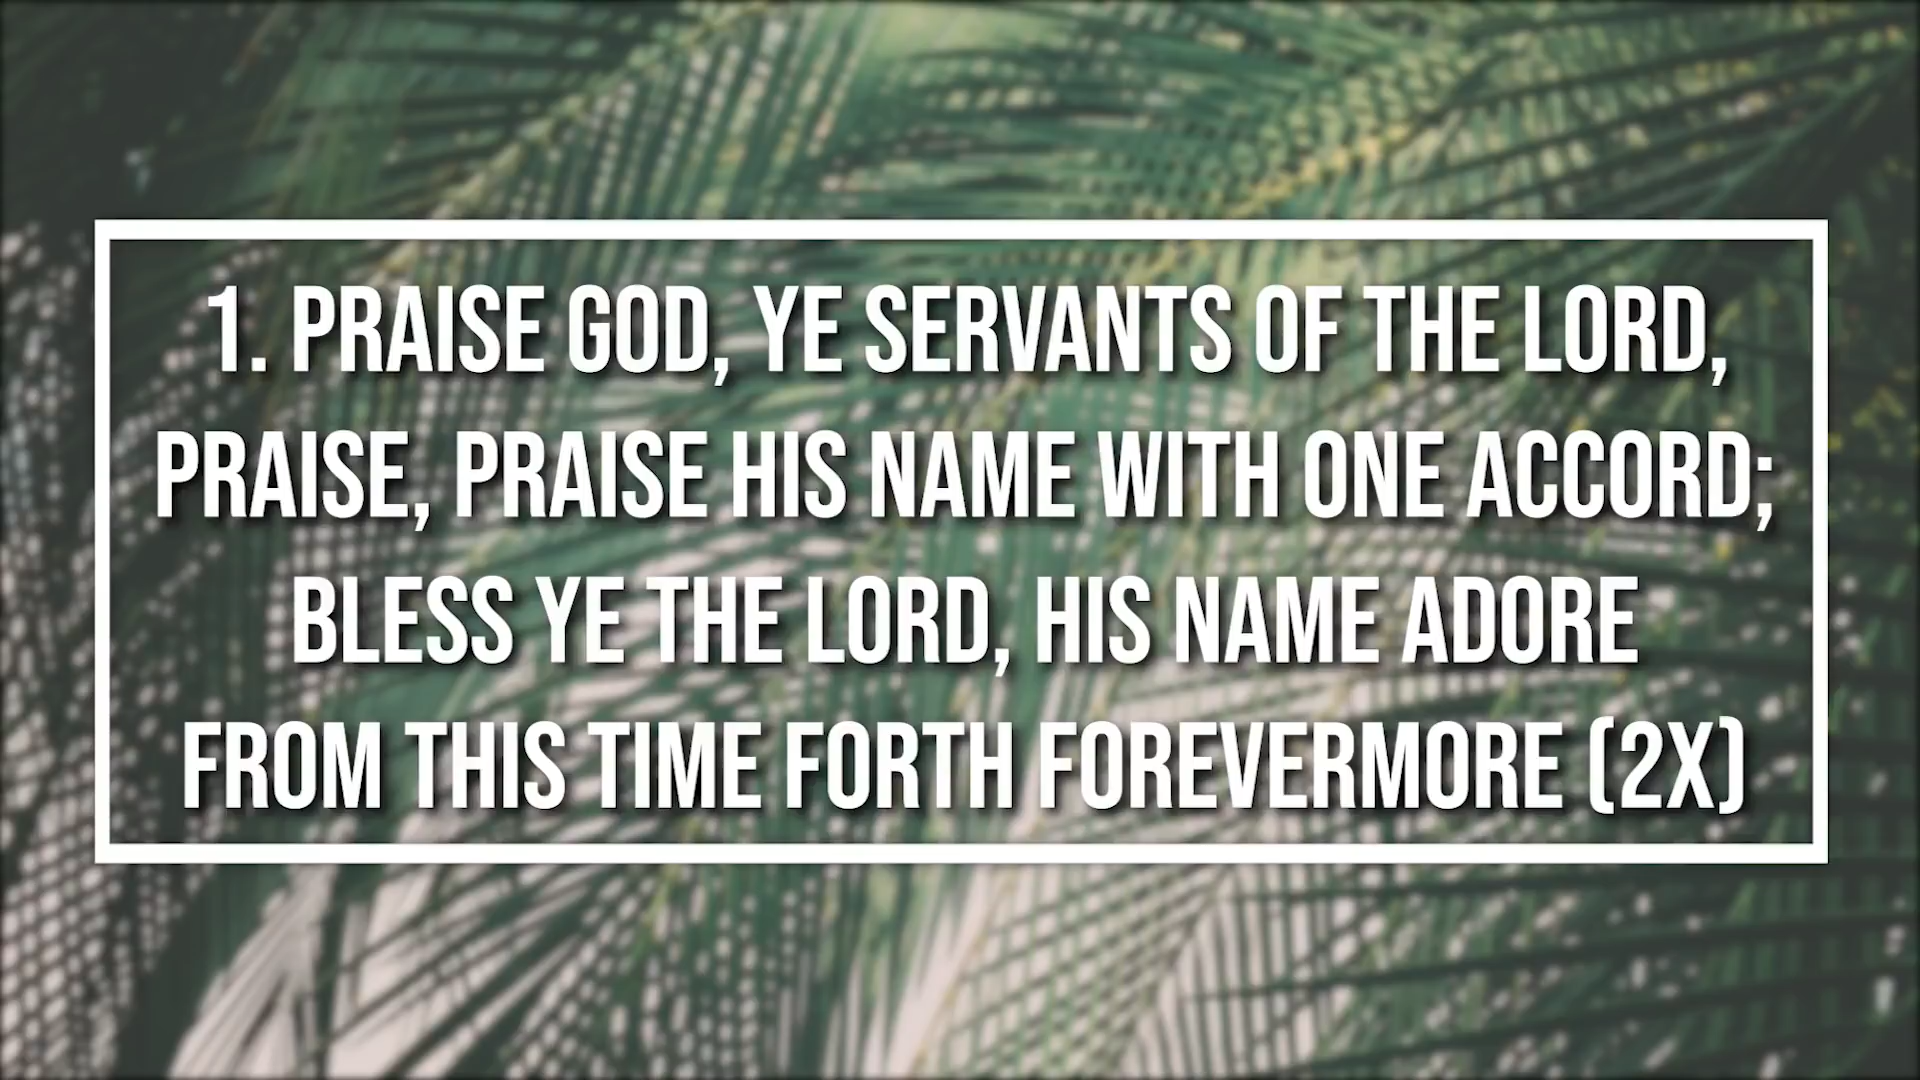 1. PRAISE GOD, YE SERVANTS OF THE LORD,
PRAISE, PRAISE HIS NAME WITH ONE ACCORD;
BLESS YE THE LORD, HIS NAME ADORE
FROM THIS TIME FORTH FOREVERMORE (2X)